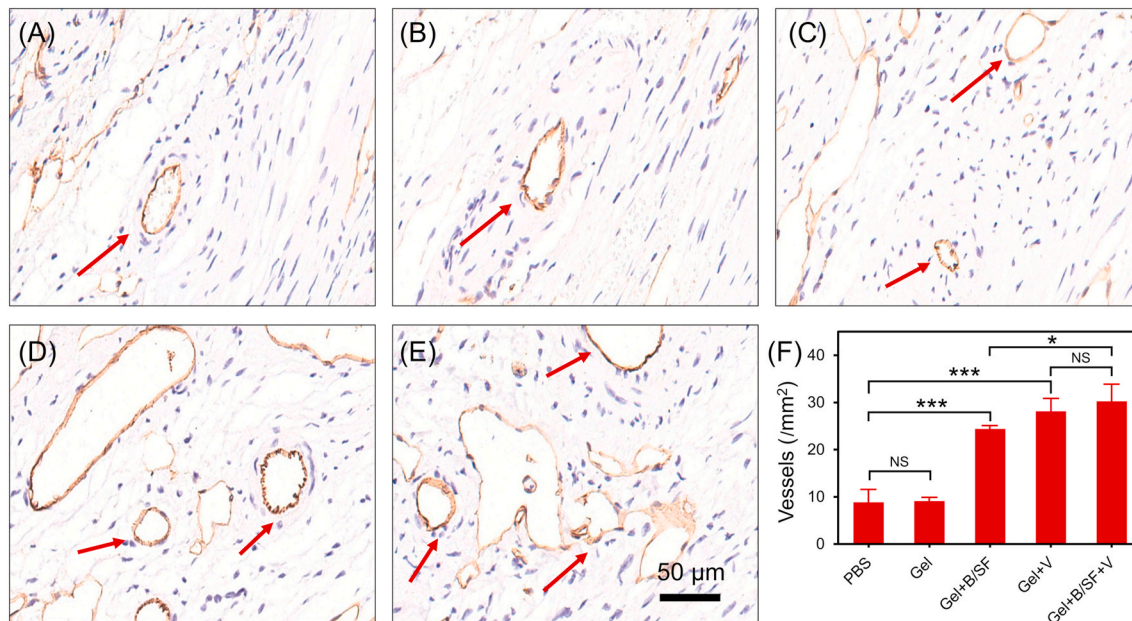 (A)
(B)
(C)
(D)
(E)
50 µm
(F)
Vessels (/mm²)
40
30
20
10
0
*
NS
***
***
NS
PBS
Gel
Gel+B/SF
Gel+V
Gel+B/SF+V